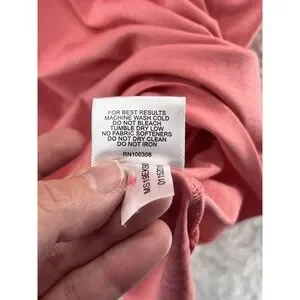 FOR BEST RESULTS
MACHINE WASH COLD
DO NOT BLEACH
TUMBLE DRY LOW
NO FABRIC SOFTENERS
DO NOT DRY CLEAN
DO NOT IRON
RN100308